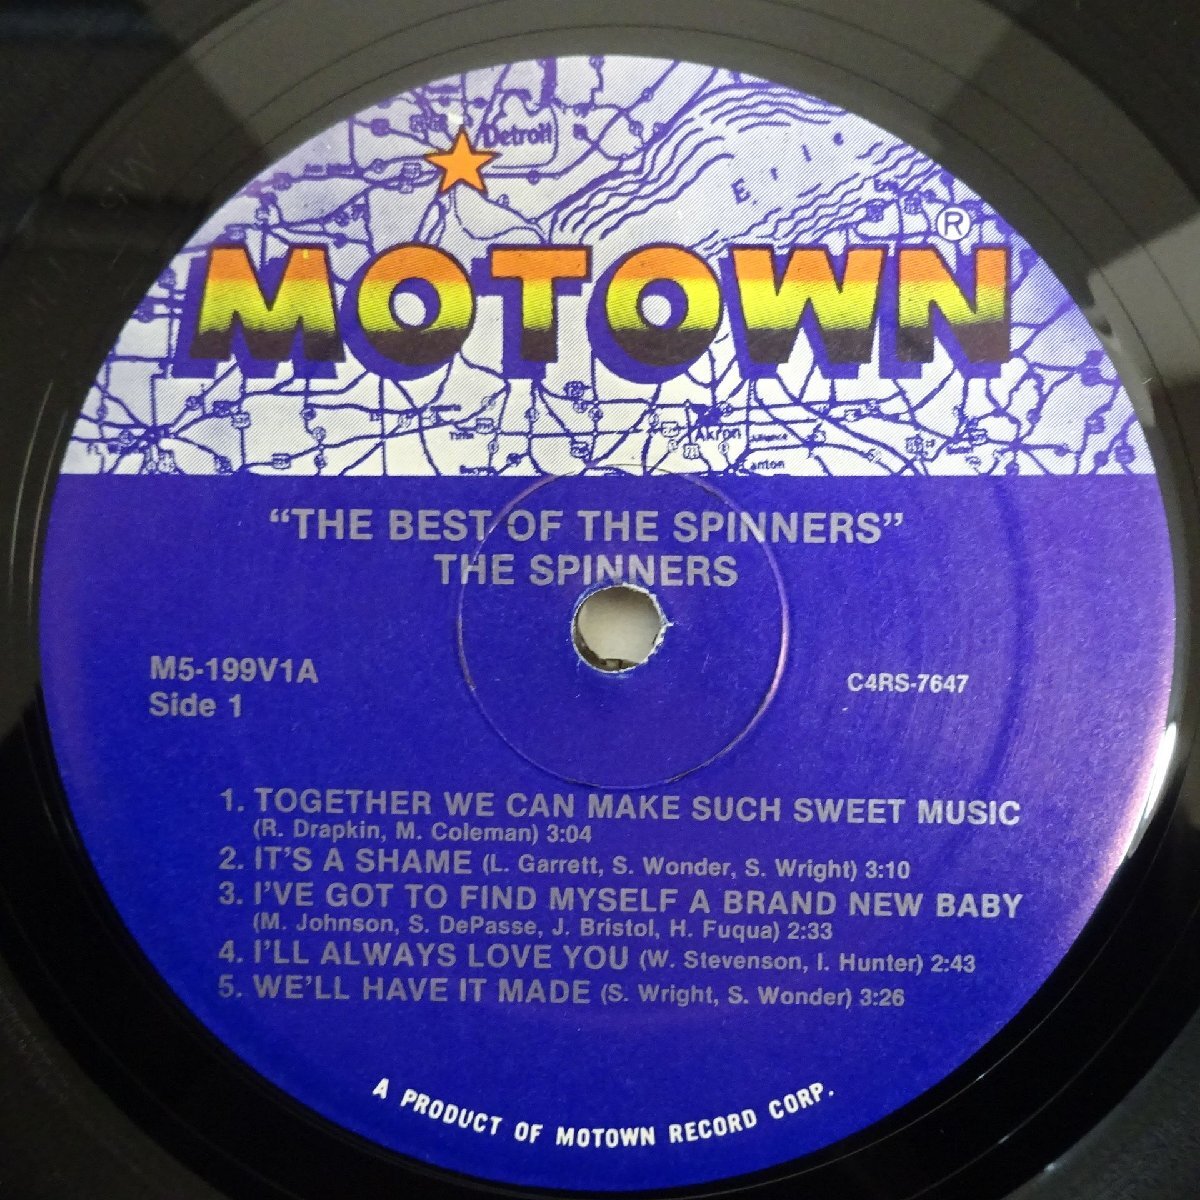 Detroit
Erie
MOTOWN®
Akron
Alliance
anton
"THE BEST OF THE SPINNERS"
THE SPINNERS
M5-199V1A
Side 1
C4RS-7647
1. TOGETHER WE CAN MAKE SUCH SWEET MUSIC
(R. Drapkin, M. Coleman) 3:04
2. IT'S A SHAME (L. Garrett, S. Wonder, S. Wright) 3:10
3. I'VE GOT TO FIND MYSELF A BRAND NEW BABY
(M. Johnson, S. DePasse, J. Bristol, H. Fuqua) 2:33
4. I'LL ALWAYS LOVE YOU (W. Stevenson, I. Hunter) 2:43
5. WE'LL HAVE IT MADE (S. Wright, S. Wonder) 3:26
A PRODUCT OF MOTOWN RECORD CORP.